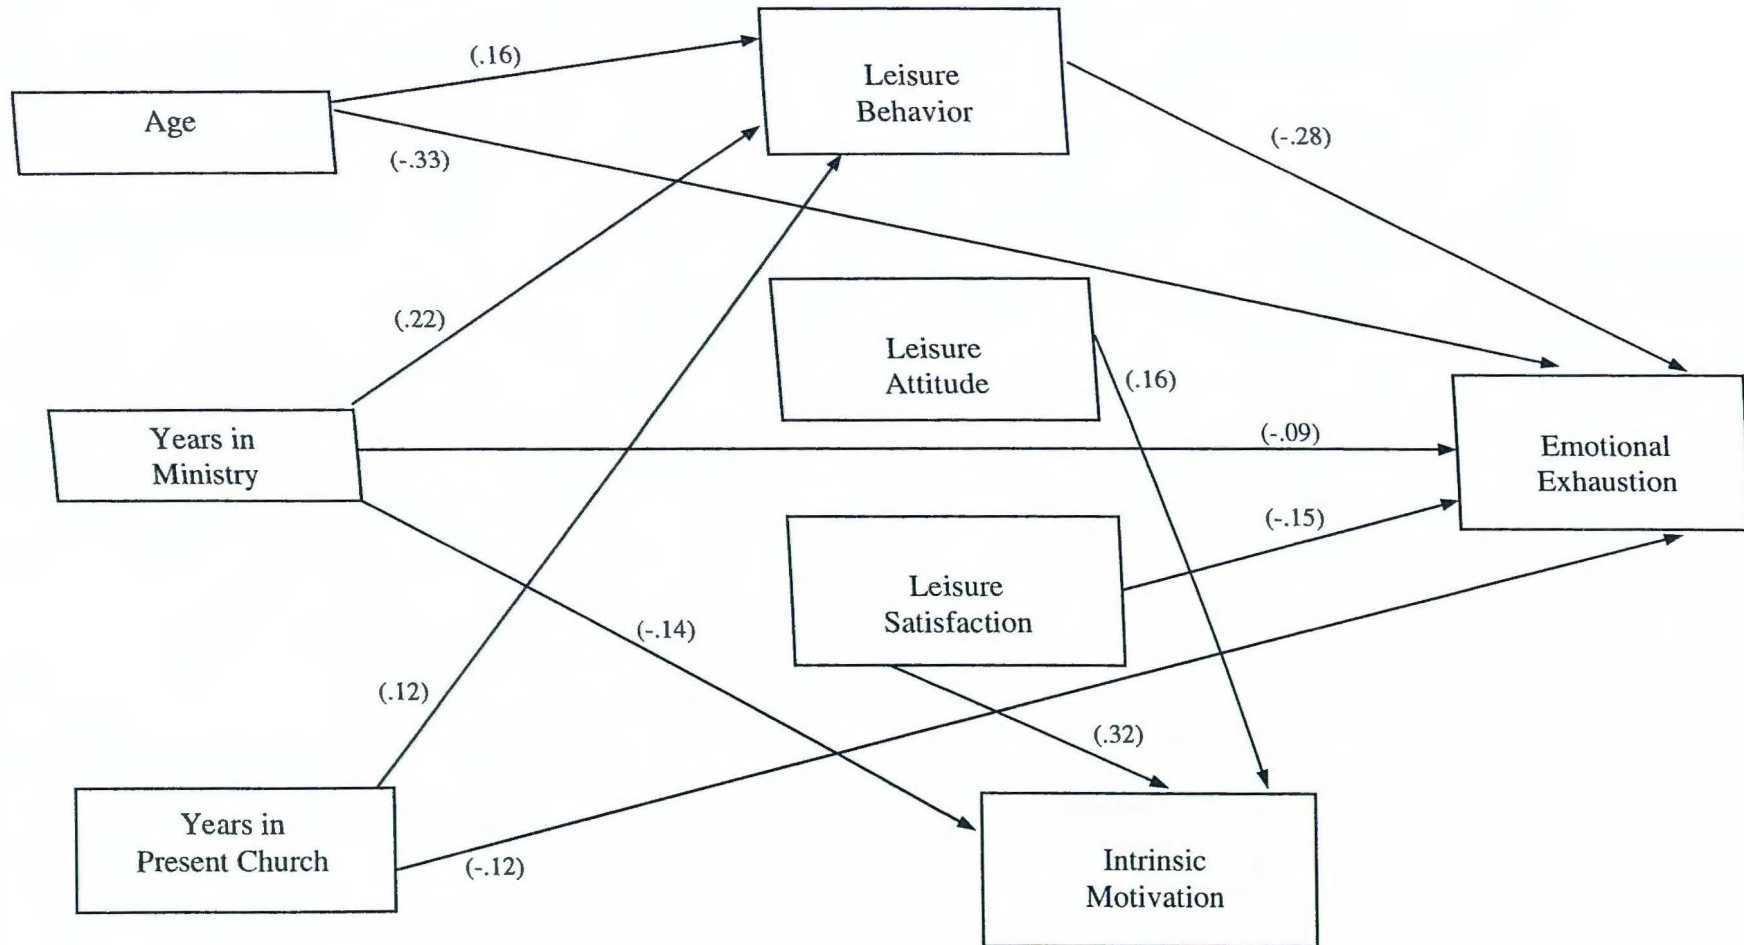 (.16)
Leisure
Behavior
Age
(-.33)
(-.28)
(.22)
Leisure
Attitude
(.16)
Years in
Ministry
(-.09)
Emotional
Exhaustion
(-.15)
Leisure
Satisfaction
(-.14)
(.12)
(.32)
Years in
Present Church
(-.12)
Intrinsic
Motivation